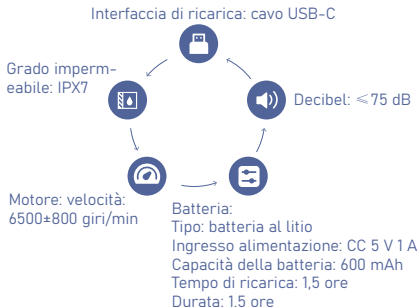 Interfaccia di ricarica: cavo USB-C
Grado imperm-
eabile: IPX7
Decibel: ≤75 dB
Motore: velocità:
6500±800 giri/min
Batteria:
Tipo: batteria al litio
Ingresso alimentazione: CC 5 V 1 A
Capacità della batteria: 600 mAh
Tempo di ricarica: 1,5 ore
Durata: 1.5 ore